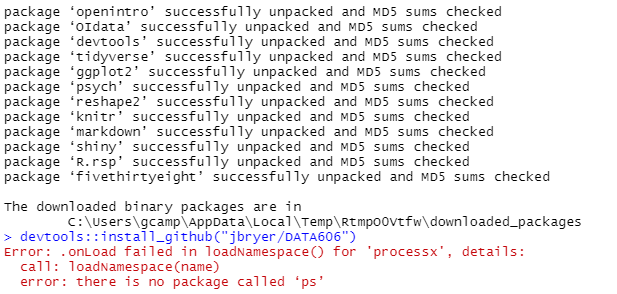 package ‘openintro’ successfully unpacked and MD5 sums checked
package ‘OIdata’ successfully unpacked and MD5 sums checked
package ‘devtools’ successfully unpacked and MD5 sums checked
package ‘tidyverse’ successfully unpacked and MD5 sums checked
package ‘ggplot2’ successfully unpacked and MD5 sums checked
package ‘psych’ successfully unpacked and MD5 sums checked
package ‘reshape2’ successfully unpacked and MD5 sums checked
package ‘knitr’ successfully unpacked and MD5 sums checked
package ‘markdown’ successfully unpacked and MD5 sums checked
package ‘shiny’ successfully unpacked and MD5 sums checked
package ‘R.rsp’ successfully unpacked and MD5 sums checked
package ‘fivethirtyeight’ successfully unpacked and MD5 sums checked
The downloaded binary packages are in
C:\Users\gcamp\AppData\Local\Temp\RtmpOOVtfw\downloaded_packages
> devtools::install_github("jbryer/DATA606")
Error: .onLoad failed in loadNamespace() for 'processx', details:
call: loadNamespace(name)
error: there is no package called ‘ps’